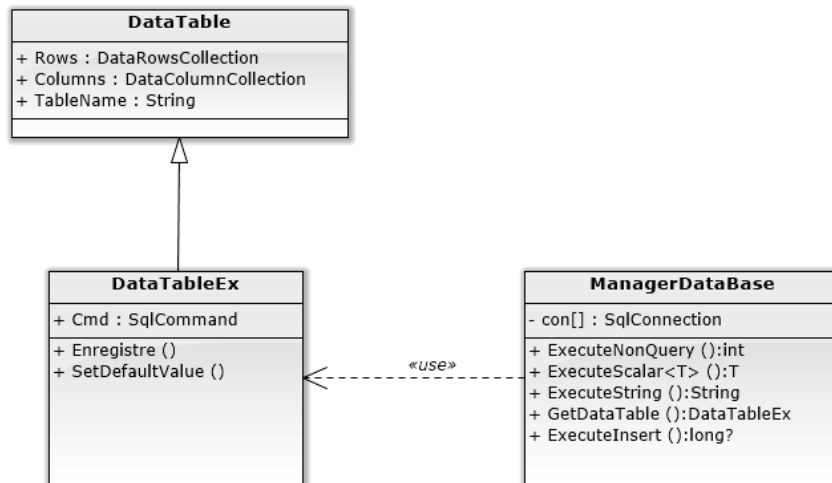 DataTable
+ Rows : DataRowsCollection
+ Columns : DataColumnCollection
+ TableName : String
DataTableEx
+ Cmd : SqlCommand
+ Enregistre ()
+ SetDefaultValue ()
«use»
ManagerDataBase
- con[] : SqlConnection
+ ExecuteNonQuery ():int
+ ExecuteScalar<T> ():T
+ ExecuteString ():String
+ GetDataTable ():DataTableEx
+ ExecuteInsert ():long?